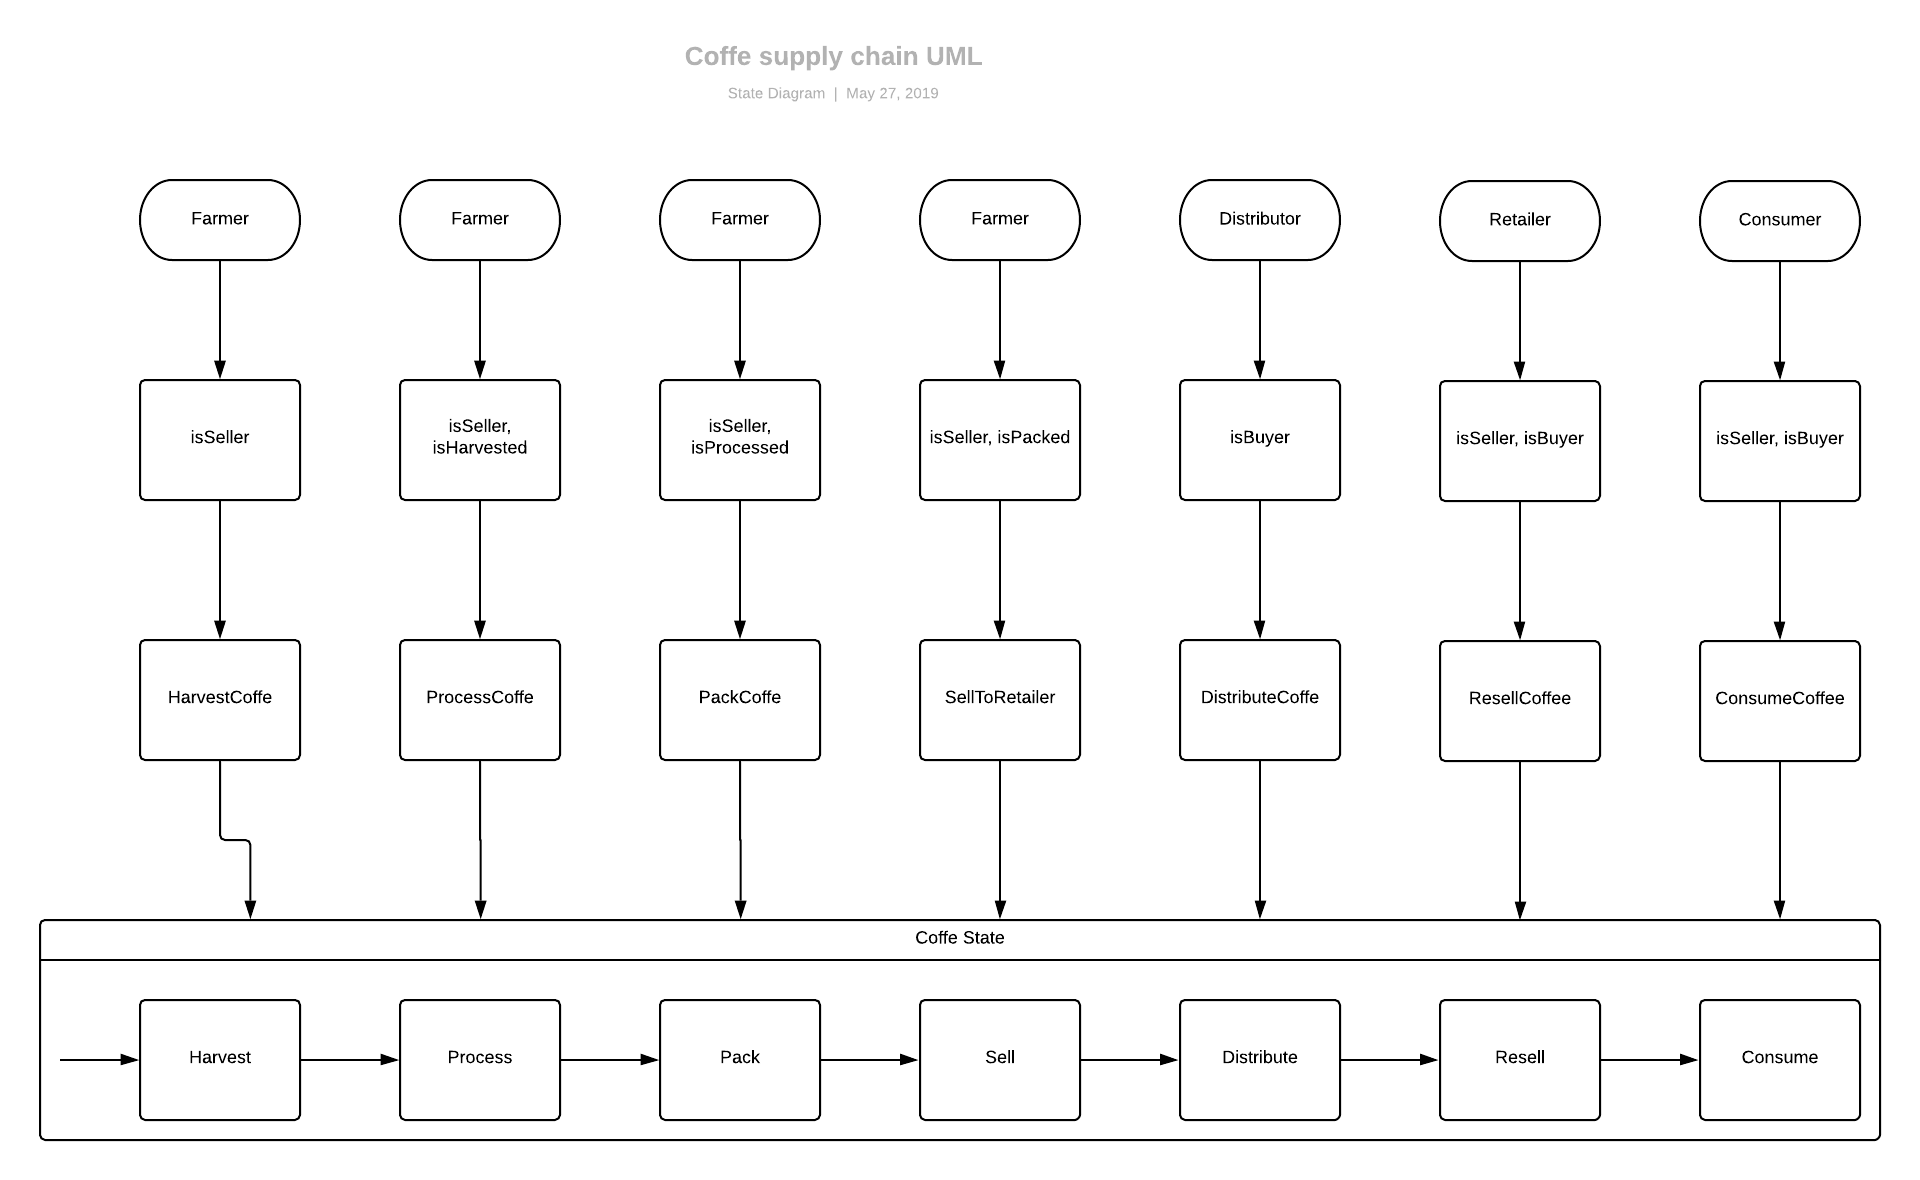 Coffe supply chain UML
State Diagram | May 27, 2019
Farmer
Farmer
Farmer
Farmer
Distributor
Retailer
Consumer
isSeller
isSeller,
isHarvested
isSeller,
isProcessed
isSeller, isPacked
isBuyer
isSeller, isBuyer
isSeller, isBuyer
HarvestCoffe
ProcessCoffe
PackCoffe
SellToRetailer
DistributeCoffe
ResellCoffee
ConsumeCoffee
Coffe State
Harvest
Process
Pack
Sell
Distribute
Resell
Consume